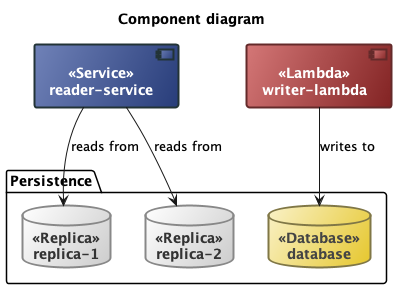 Component diagram
«Service»
reader-service
«Lambda»
writer-lambda
reads from
reads from
writes to
Persistence
«Replica»
replica-1
«Replica»
replica-2
«Database»
database